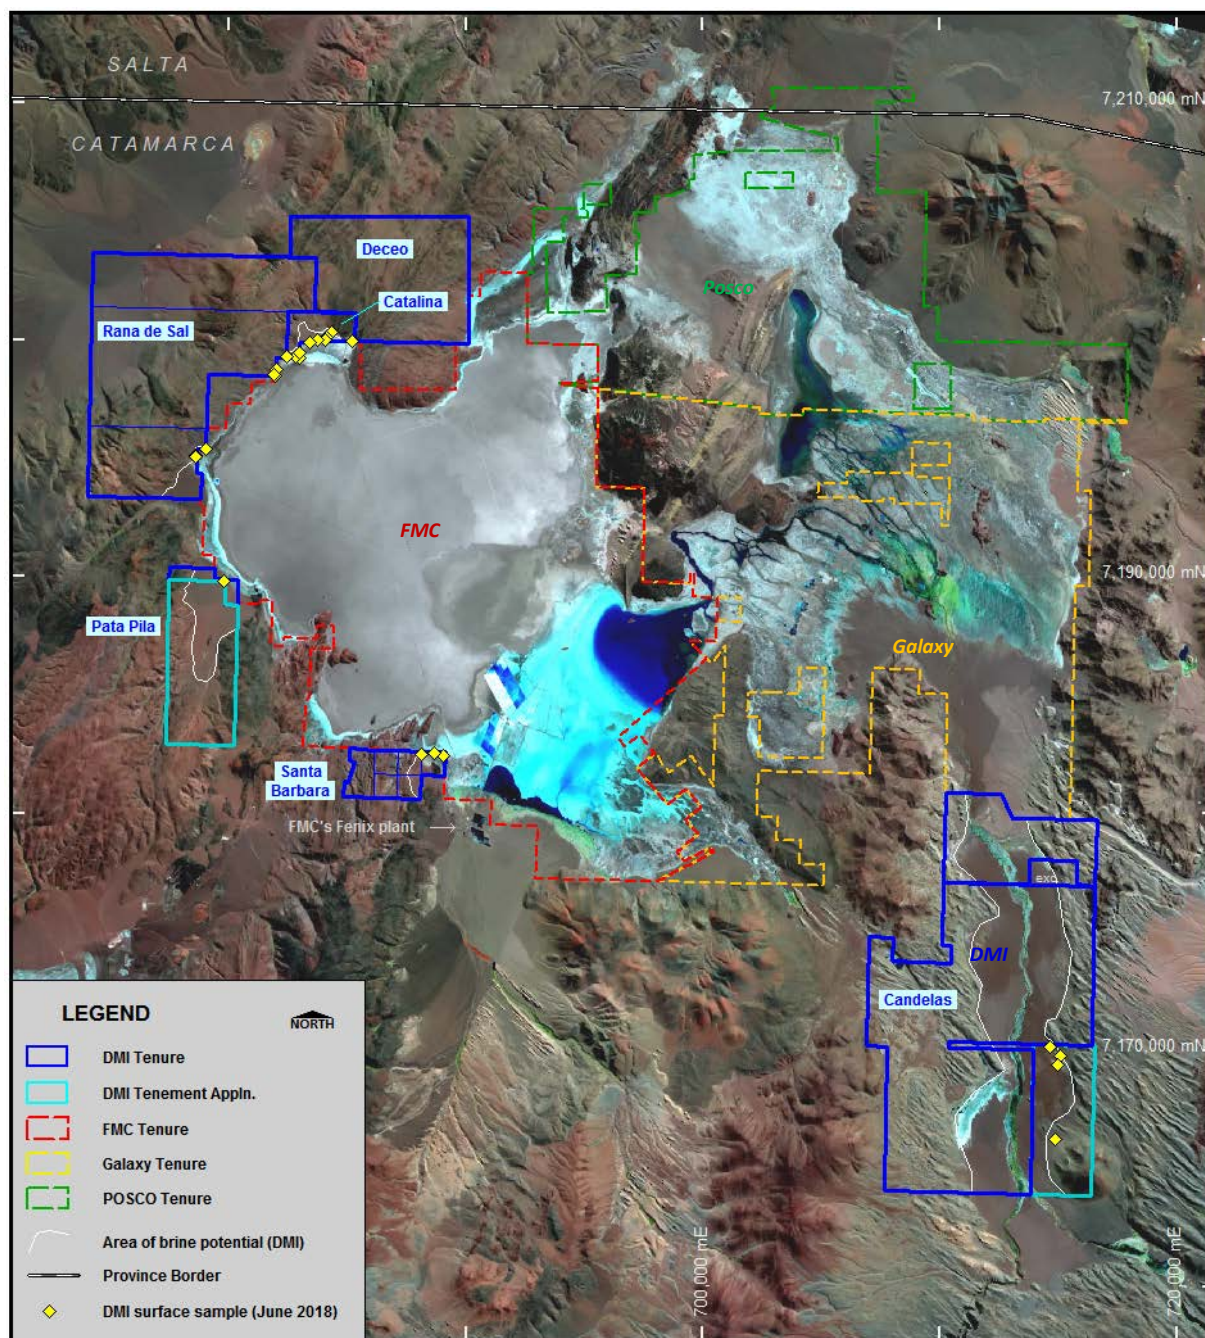 SALTA
7,210,000 mN
CATAMARCA
Deceo
Catalina
Rana de Sal
Posco
FMC
7,190,000 mN
Pata Pila
Galaxy
Santa
Barbara
FMC's Fenix plant
exc
DMI
Candelas
7,170,000 mN
LEGEND
NORTH
DMI Tenure
DMI Tenement Appln.
FMC Tenure
Galaxy Tenure
POSCO Tenure
Area of brine potential (DMI)
Province Border
DMI surface sample (June 2018)
700,000 mE
720,000 mE